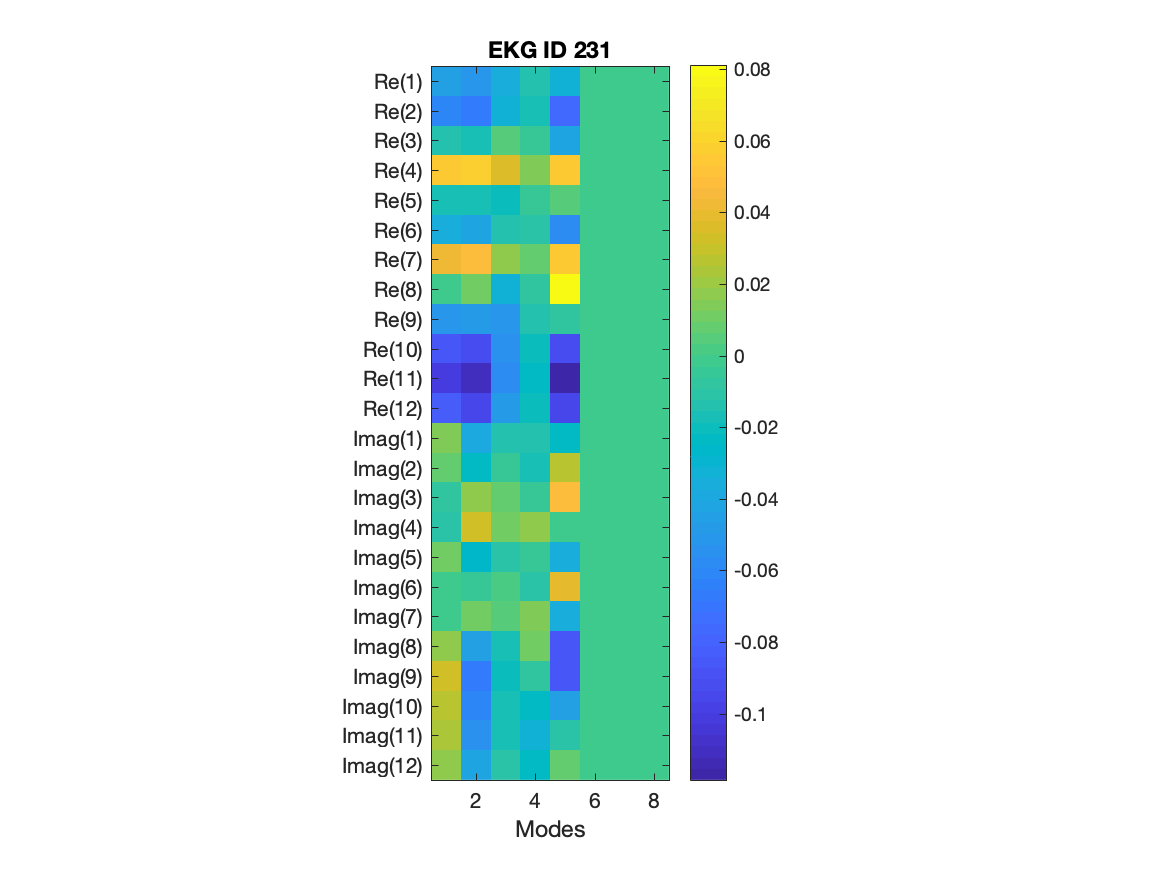 EKG ID 231
Re(1)
Re(2)
Re(3)
Re(4)
Re(5)
Re(6)
Re(7)
Re(8)
Re(9)
Re(10)
Re(11)
Re(12)
Imag(1)
Imag(2)
Imag(3)
Imag(4)
Imag(5)
Imag(6)
Imag(7)
Imag(8)
Imag(9)
Imag(10)
Imag(11)
Imag(12)
2 4 6 8
Modes
0.08
0.06
0.04
0.02
0
-0.02
-0.04
-0.06
-0.08
-0.1